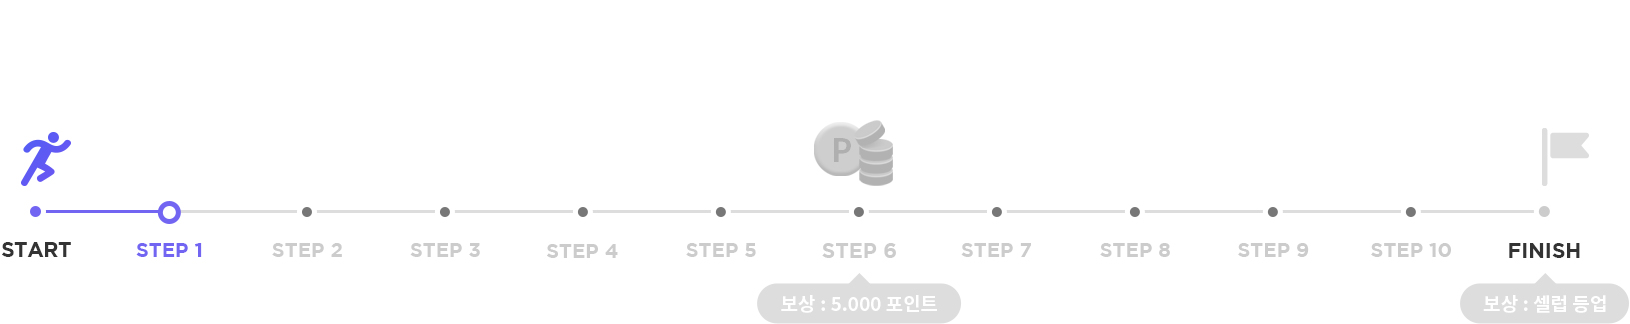 P
START STEP 1 STEP 2 STEP 3 STEP 4 STEP 5 STEP 6 STEP 7 STEP 8 STEP 9 STEP 10 FINISH
보상 : 5.000 포인트 보상 : 셀럽 등업